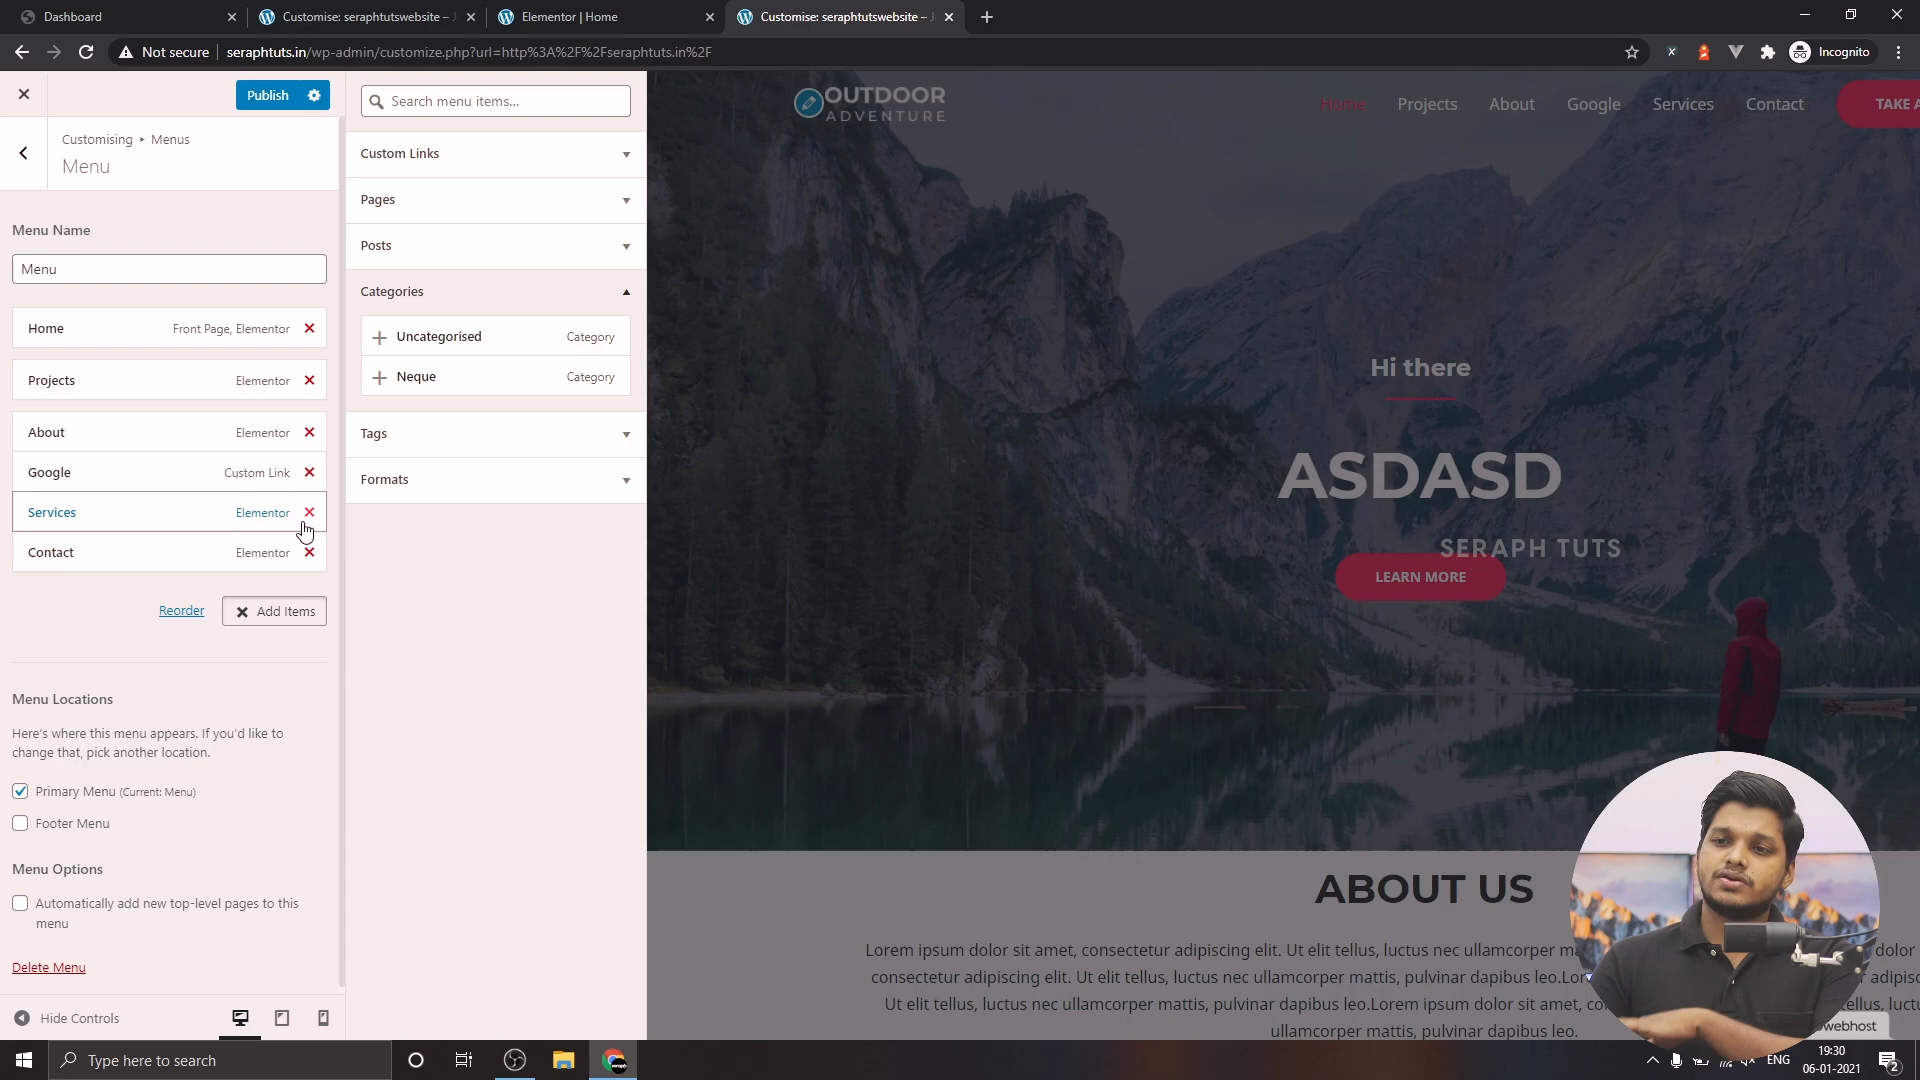 Dashboard
Customise: seraphtutswebsite – J
Elementor | Home
Customise: seraphtutswebsite – J
Not secure
seraphtuts.in/wp-admin/customize.php?url=http%3A%2F%2Fseraphtuts.in%2F
Incognito
Publish
Customising ▸ Menus
Menu
Menu Name
Menu
Home Front Page, Elementor
Projects Elementor
About Elementor
Google Custom Link
Services Elementor
Contact Elementor
Reorder
Add Items
Menu Locations
Here's where this menu appears. If you'd like to
change that, pick another location.
Primary Menu (Current: Menu)
Footer Menu
Menu Options
Automatically add new top-level pages to this
menu
Delete Menu
Hide Controls
Search menu items...
Custom Links
Pages
Posts
Categories
Uncategorised Category
Neque Category
Tags
Formats
OUTDOOR
ADVENTURE
Home Projects About Google Services Contact TAKE A
Hi there
ASDASD
SERAPH TUTS
LEARN MORE
ABOUT US
Lorem ipsum dolor sit amet, consectetur adipiscing elit. Ut elit tellus, luctus nec ullamcorper m dolor
consectetur adipiscing elit. Ut elit tellus, luctus nec ullamcorper mattis, pulvinar dapibus leo.Lor adipisc
Ut elit tellus, luctus nec ullamcorper mattis, pulvinar dapibus leo.Lorem ipsum dolor sit amet, co ellus, luctu
ullamcorper mattis, pulvinar dapibus leo.
webhost
Type here to search
ENG
19:30
06-01-2021
2